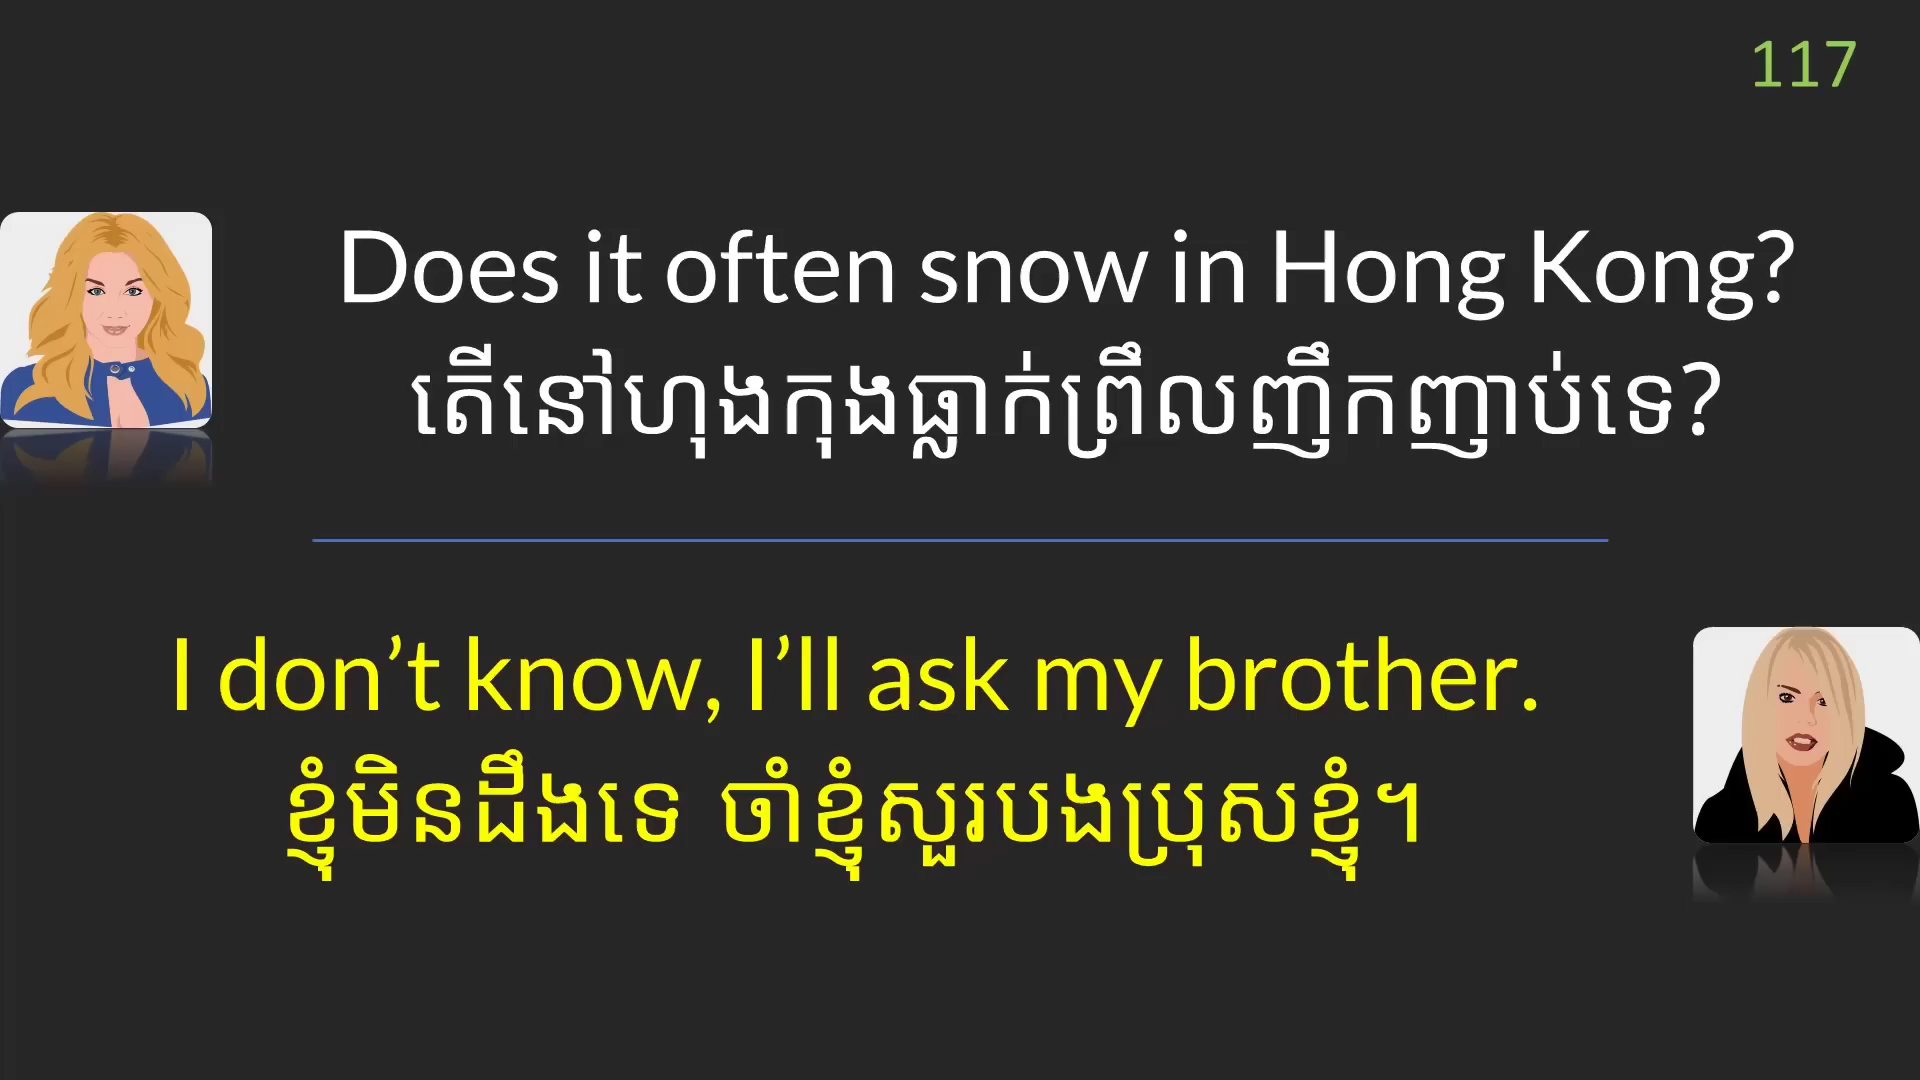 117
Does it often snow in Hong Kong?
តើនៅហុងកុងធ្លាក់ព្រឹលញឹកញាប់ទេ?
I don’t know, I’ll ask my brother.
ខ្ញុំមិនដឹងទេ ចាំខ្ញុំសួរបងប្រុសខ្ញុំ។